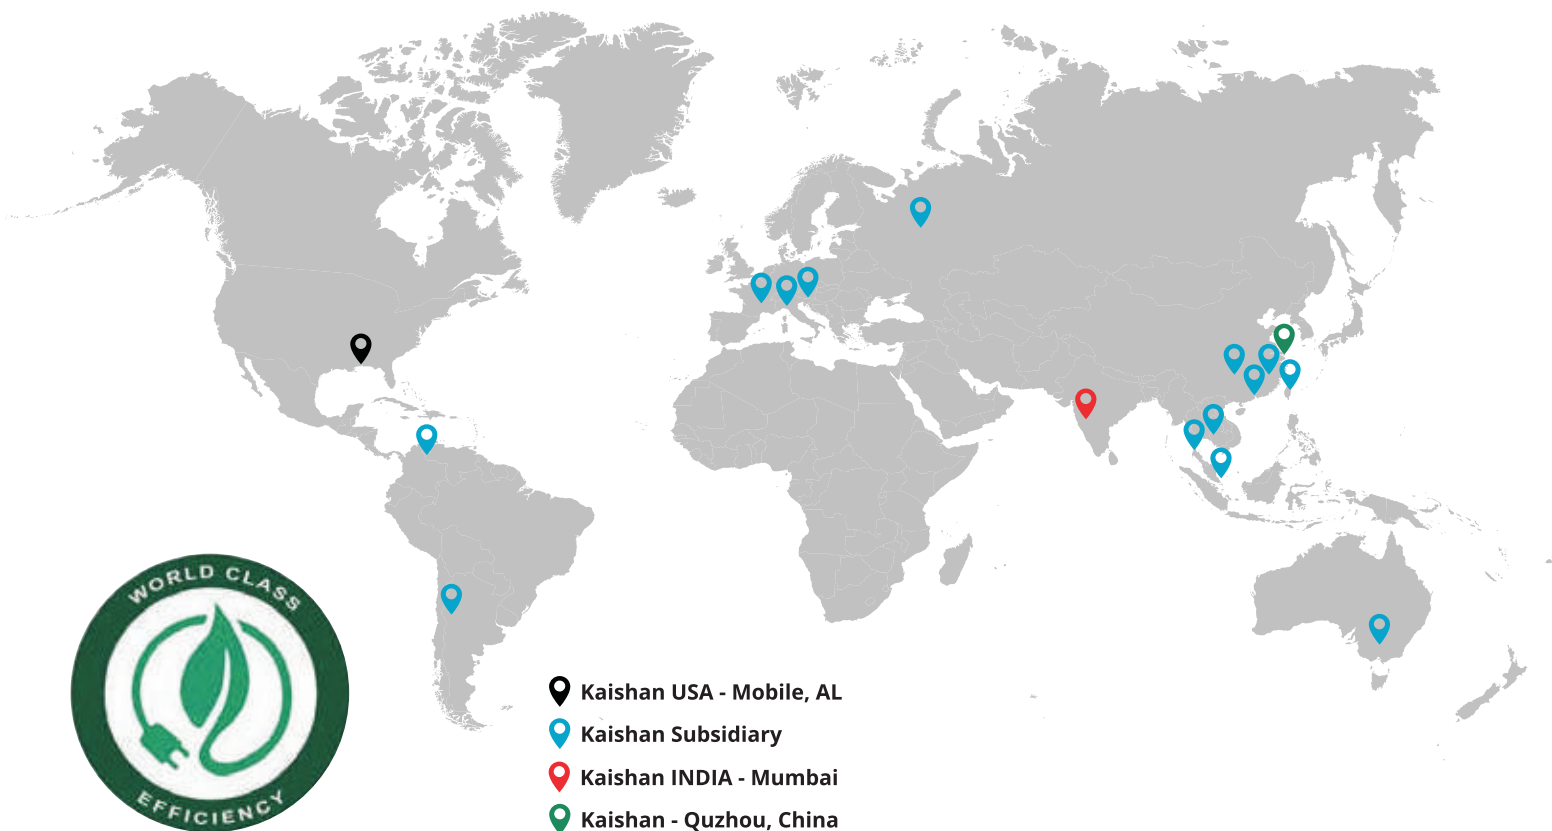 WORLD CLASS
EFFICIENCY
Kaishan USA - Mobile, AL
Kaishan Subsidiary
Kaishan INDIA - Mumbai
Kaishan - Quzhou, China